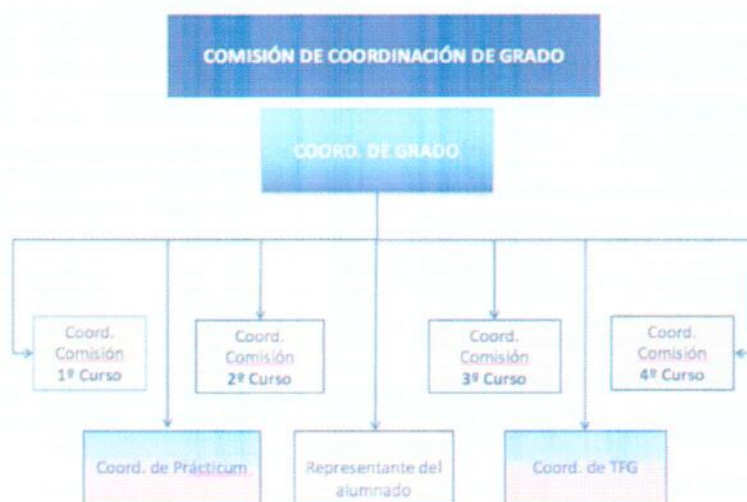 COMISIÓN DE COORDINACIÓN DE GRADO
COORD. DE GRADO
Coord.
Comisión
1º Curso
Coord.
Comisión
2º Curso
Coord.
Comisión
3º Curso
Coord.
Comisión
4º Curso
Coord. de Prácticum
Representante del
alumnado
Coord. de TFG